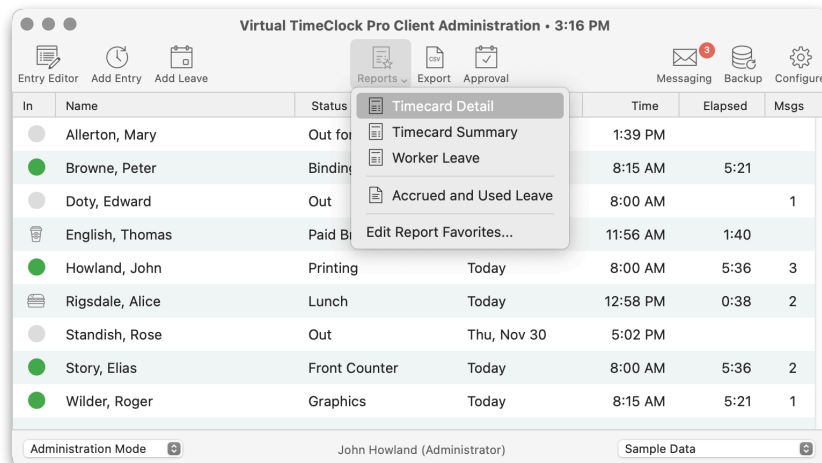 Virtual TimeClock Pro Client Administration • 3:16 PM
Entry Editor Add Entry Add Leave Reports CSV Export Approval 3 Messaging Backup Configure
In Name Status Time Elapsed Msgs
Timecard Detail
Allerton, Mary Out for 1:39 PM
Timecard Summary
Worker Leave
Browne, Peter Binding 8:15 AM 5:21
Accrued and Used Leave
Doty, Edward Out 8:00 AM 1
Edit Report Favorites...
English, Thomas Paid 11:56 AM 1:40
Howland, John Printing Today 8:00 AM 5:36 3
Rigsdale, Alice Lunch Today 12:58 PM 0:38 2
Standish, Rose Out Thu, Nov 30 5:02 PM
Story, Elias Front Counter Today 8:00 AM 5:36 2
Wilder, Roger Graphics Today 8:15 AM 5:21 1
Administration Mode John Howland (Administrator) Sample Data